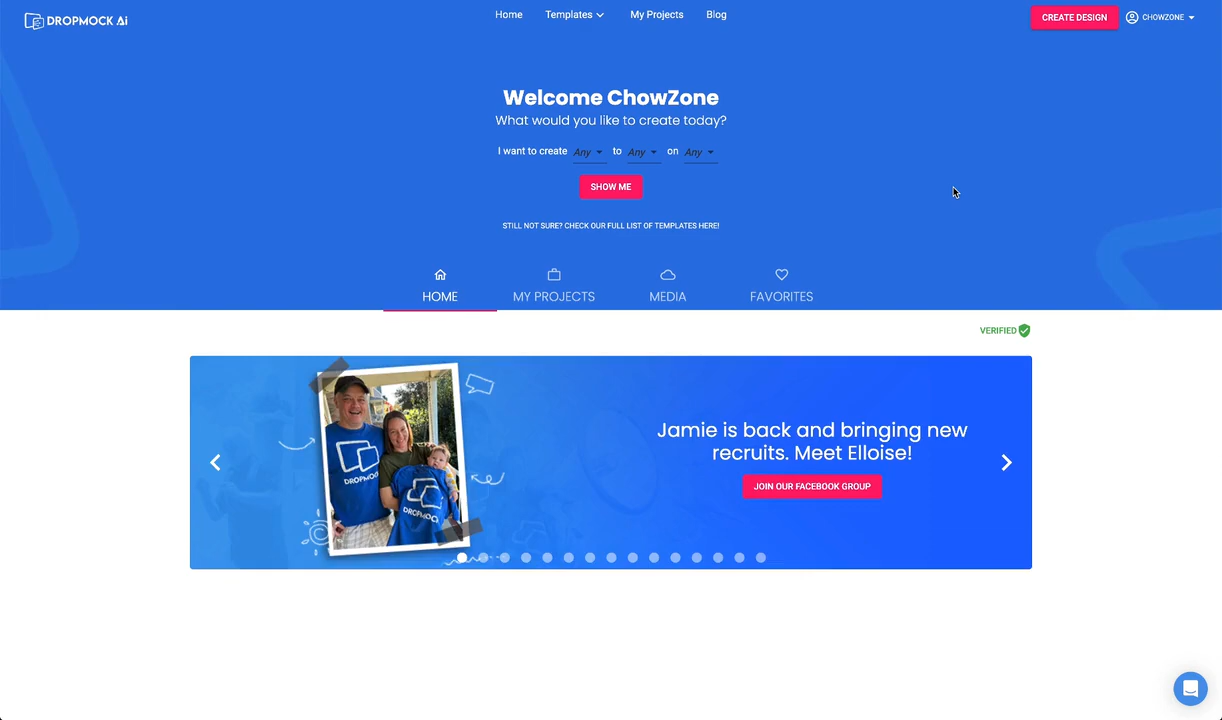 DROPMOCK Ai
Home Templates My Projects Blog
CREATE DESIGN CHOWZONE
Welcome ChowZone
What would you like to create today?
I want to create Any to Any on Any
SHOW ME
STILL NOT SURE? CHECK OUR FULL LIST OF TEMPLATES HERE!
HOME MY PROJECTS MEDIA FAVORITES
VERIFIED
Jamie is back and bringing new
recruits. Meet Elloise!
JOIN OUR FACEBOOK GROUP
DROPMOCK
DROPMOCK